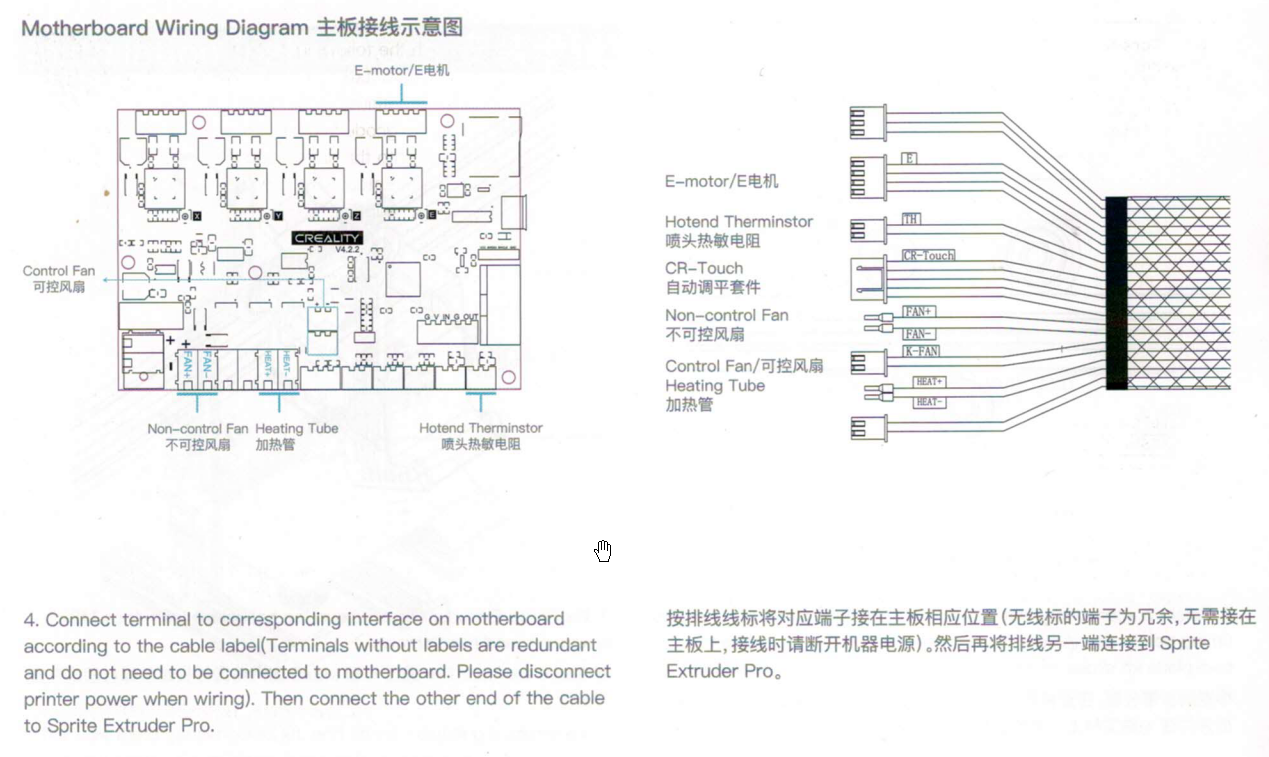 Motherboard Wiring Diagram 主板接线示意图
E-motor/E电机
X
Y
Z
E
CREALITY
V4.2.2
Control Fan
可控风扇
G V IN G OUT
+ +
-
FAN+
FAN-
HEAT+
HEAT-
Non-control Fan
不可控风扇
Heating Tube
加热管
Hotend Therminstor
喷头热敏电阻
E-motor/E电机
Hotend Therminstor
喷头热敏电阻
CR-Touch
自动调平套件
Non-control Fan
不可控风扇
Control Fan/可控风扇
Heating Tube
加热管
E
TH
CR-Touch
FAN+
FAN-
K-FAN
HEAT+
HEAT-
4. Connect terminal to corresponding interface on motherboard
according to the cable label(Terminals without labels are redundant
and do not need to be connected to motherboard. Please disconnect
printer power when wiring). Then connect the other end of the cable
to Sprite Extruder Pro.
按排线线标将对应端子接在主板相应位置(无线标的端子为冗余,无需接在
主板上,接线时请断开机器电源)。然后再将排线另一端连接到 Sprite
Extruder Pro。